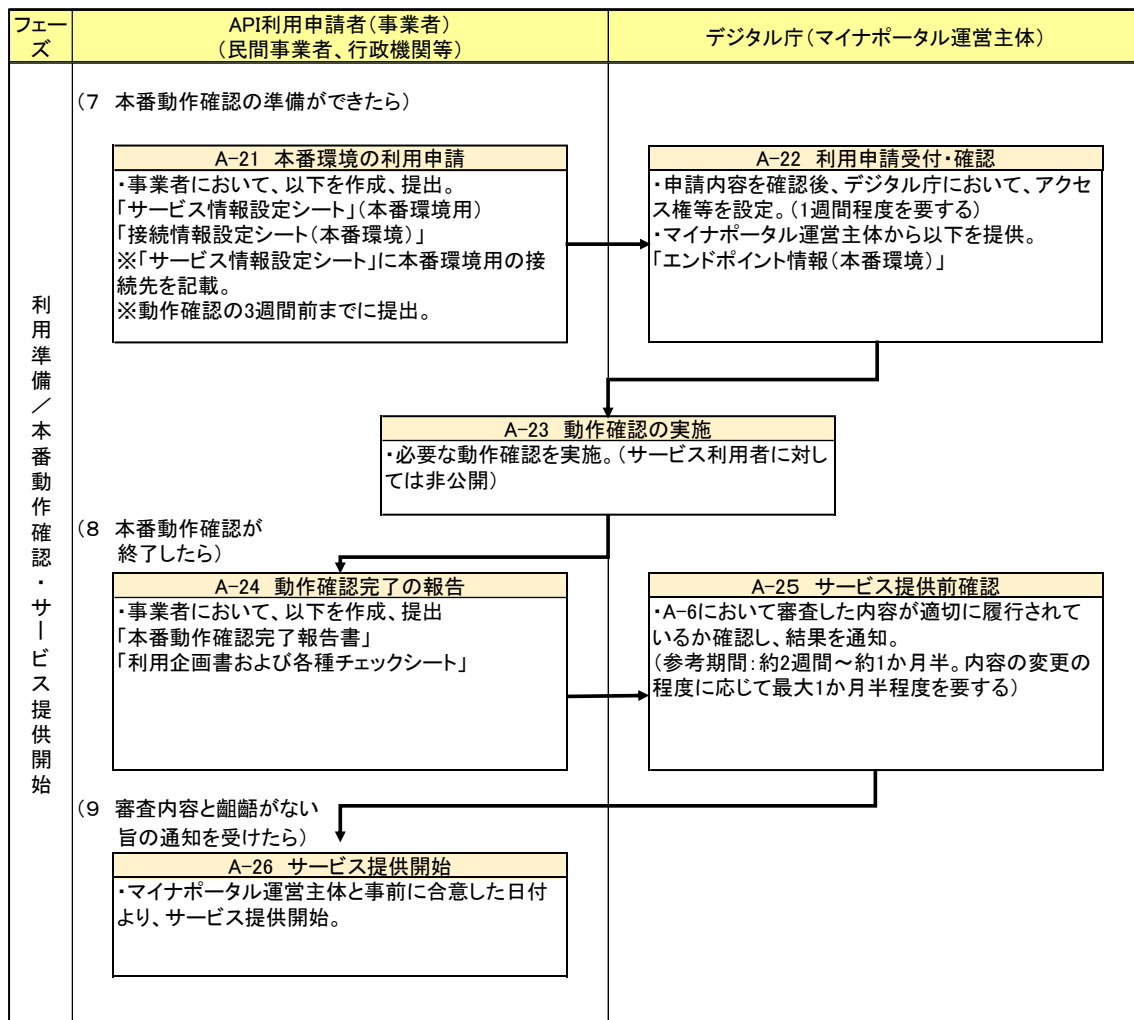 フェーズ
API利用申請者(事業者)
(民間事業者、行政機関等)
デジタル庁(マイナポータル運営主体)
利用準備/本番動作確認・サービス提供開始
(7 本番動作確認の準備ができたら)
A-21 本番環境の利用申請
・事業者において、以下を作成、提出。
「サービス情報設定シート」(本番環境用)
「接続情報設定シート(本番環境)」
※「サービス情報設定シート」に本番環境用の接
続先を記載。
※動作確認の3週間前までに提出。
A-22 利用申請受付・確認
・申請内容を確認後、デジタル庁において、アクセ
ス権等を設定。(1週間程度を要する)
・マイナポータル運営主体から以下を提供。
「エンドポイント情報(本番環境)」
A-23 動作確認の実施
・必要な動作確認を実施。(サービス利用者に対し
ては非公開)
(8 本番動作確認が
終了したら)
A-24 動作確認完了の報告
・事業者において、以下を作成、提出
「本番動作確認完了報告書」
「利用企画書および各種チェックシート」
A-25 サービス提供前確認
・A-6において審査した内容が適切に履行されて
いるか確認し、結果を通知。
(参考期間:約2週間~約1か月半。内容の変更の
程度に応じて最大1か月半程度を要する)
(9 審査内容と齟齬がない
旨の通知を受けたら)
A-26 サービス提供開始
・マイナポータル運営主体と事前に合意した日付
より、サービス提供開始。